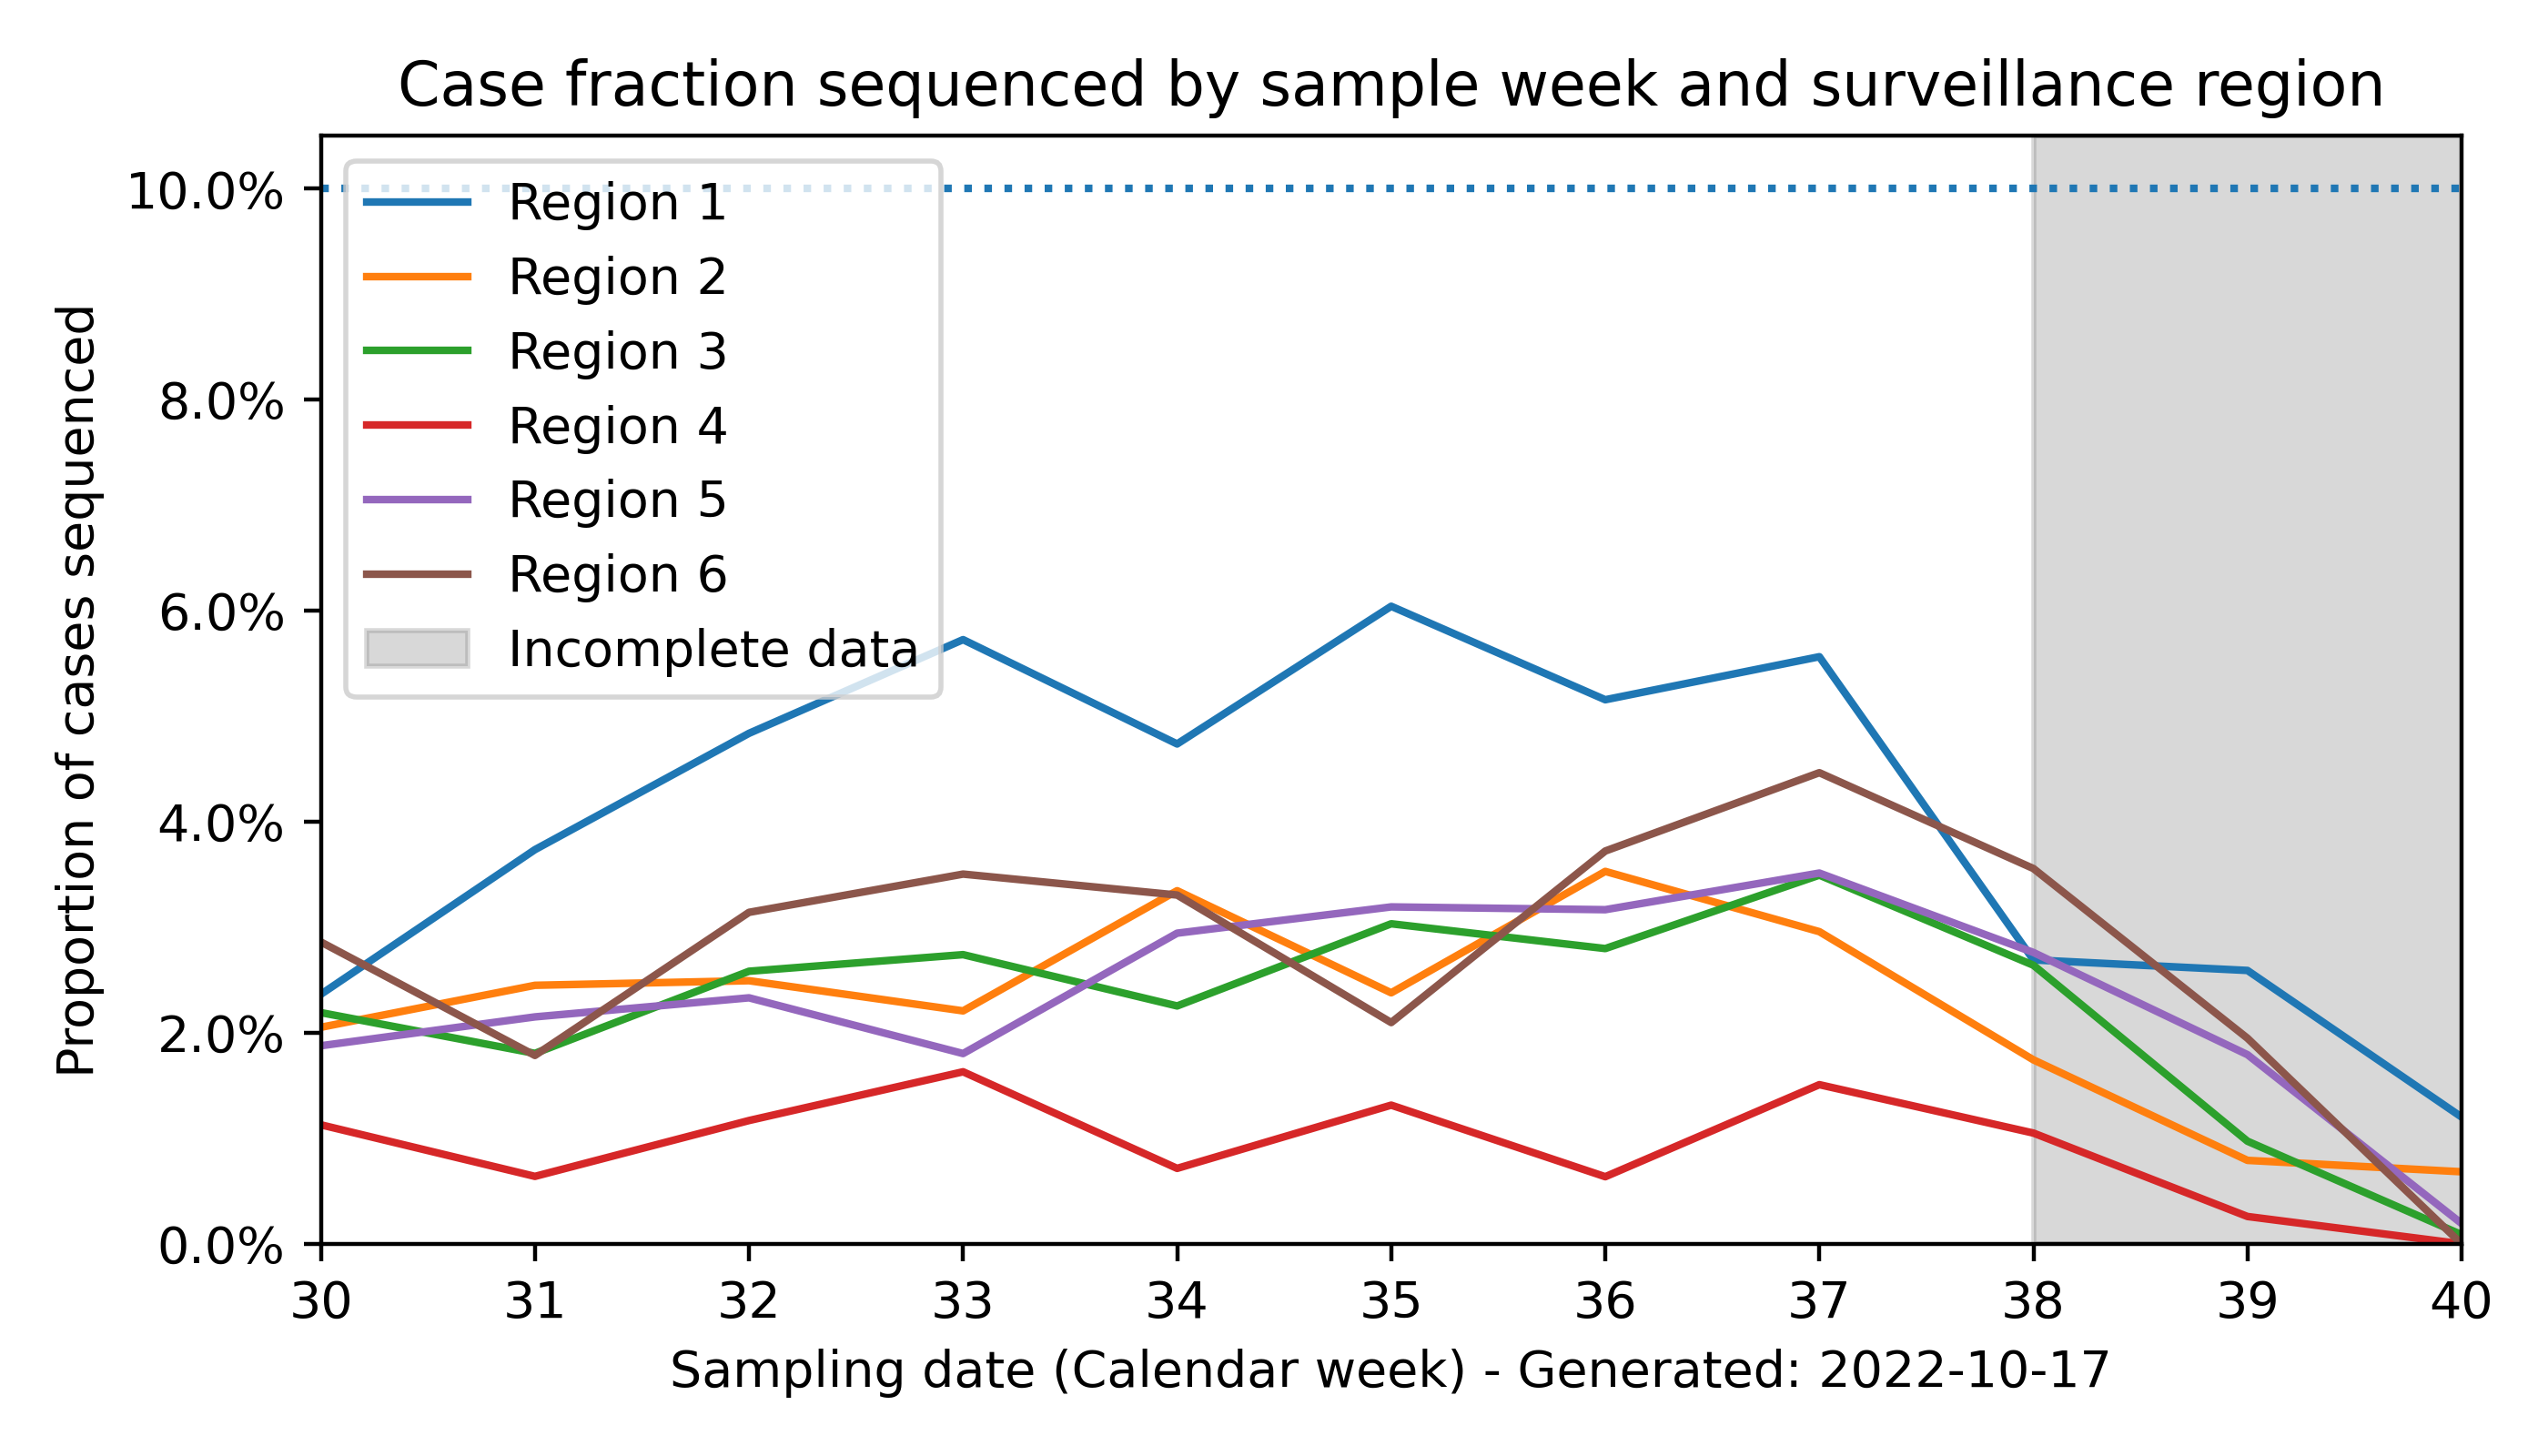 Case fraction sequenced by sample week and surveillance region
Proportion of cases sequenced
10.0%
8.0%
6.0%
4.0%
2.0%
0.0%
Region 1
Region 2
Region 3
Region 4
Region 5
Region 6
Incomplete data
30 31 32 33 34 35 36 37 38 39 40
Sampling date (Calendar week) - Generated: 2022-10-17